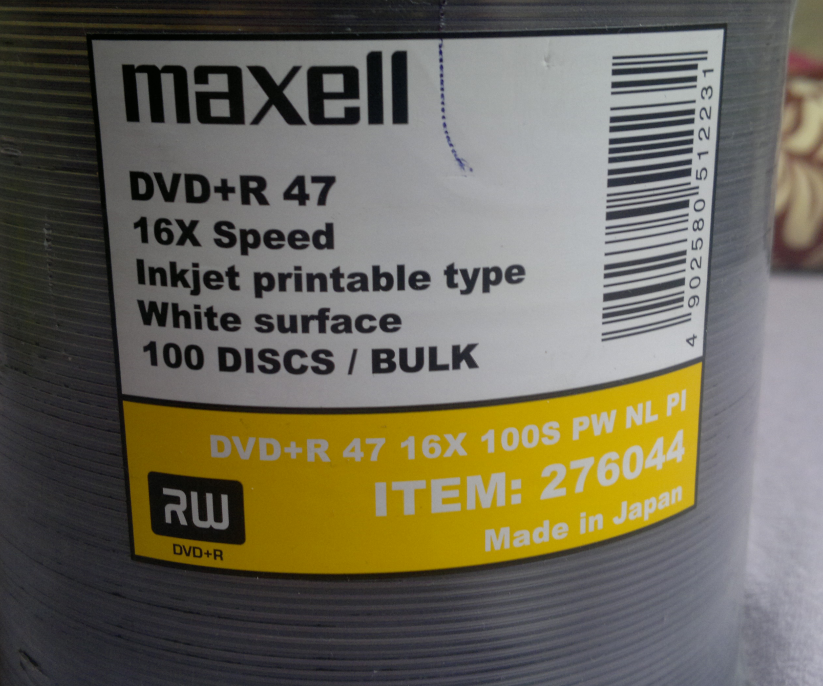 maxell
DVD+R 47
16X Speed
Inkjet printable type
White surface
100 DISCS / BULK
4 902580 512231
DVD+R 47 16X 100S PW NL PI
ITEM: 276044
Made in Japan
RW
DVD+R